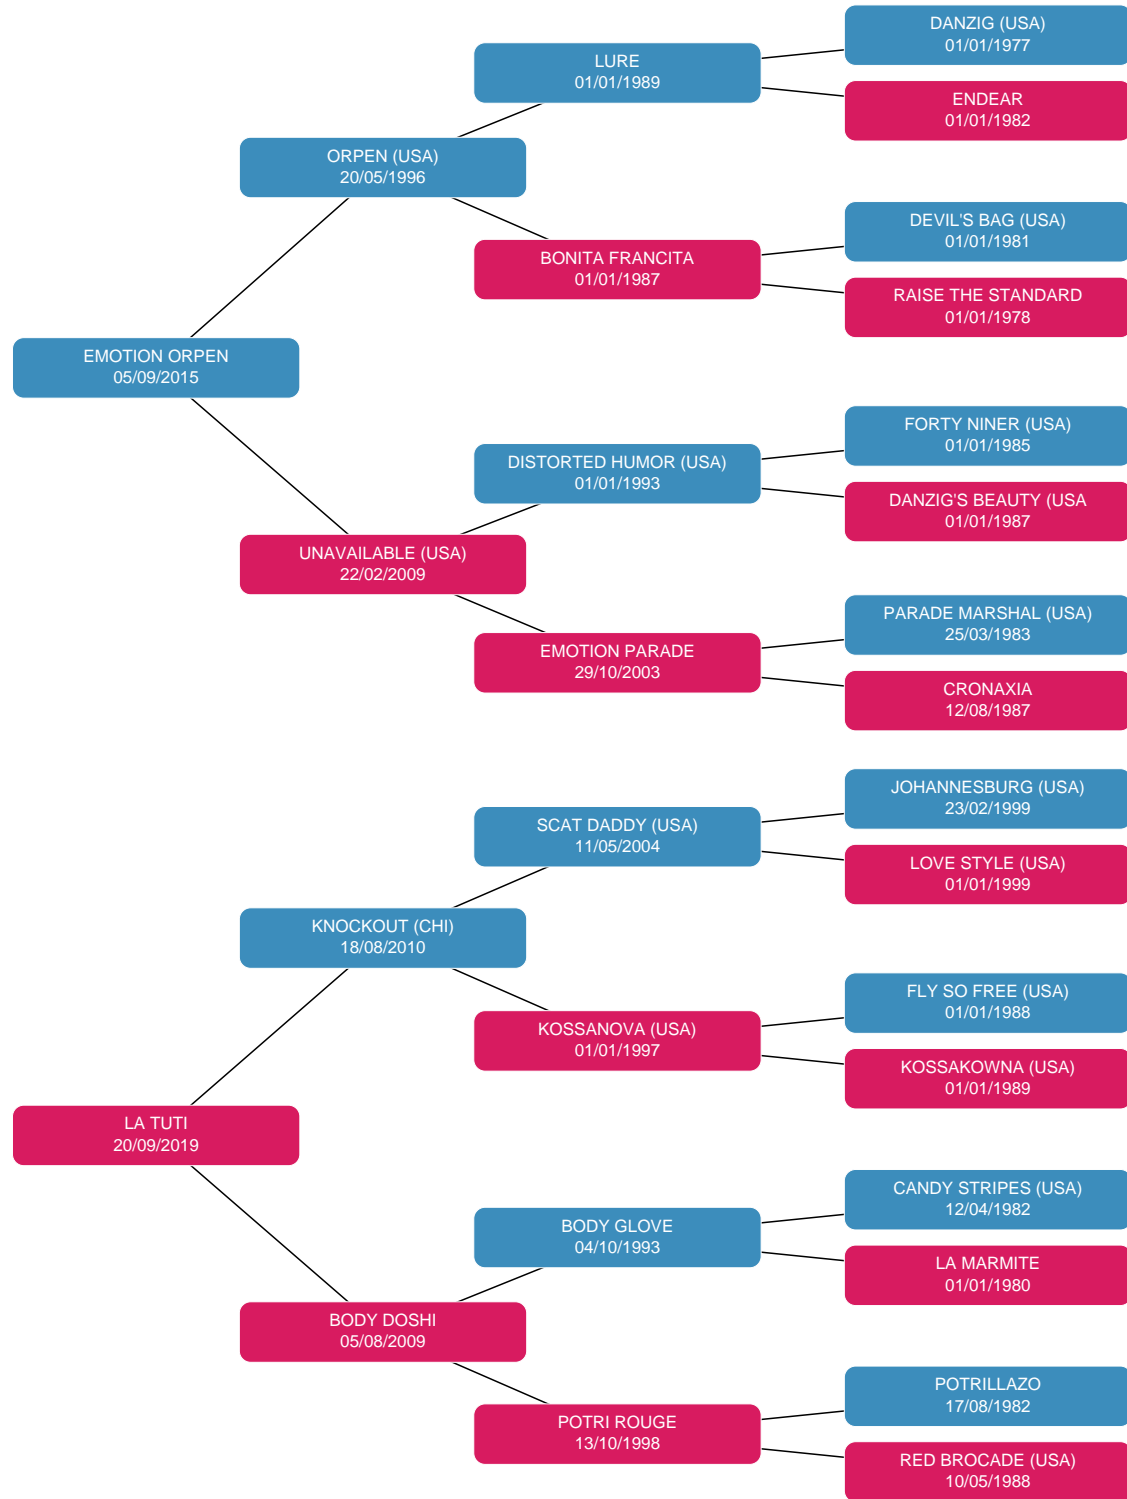 DANZIG (USA)
01/01/1977
LURE
01/01/1989
ENDEAR
01/01/1982
ORPEN (USA)
20/05/1996
DEVIL'S BAG (USA)
01/01/1981
BONITA FRANCITA
01/01/1987
RAISE THE STANDARD
01/01/1978
EMOTION ORPEN
05/09/2015
FORTY NINER (USA)
01/01/1985
DISTORTED HUMOR (USA)
01/01/1993
DANZIG'S BEAUTY (USA
01/01/1987
UNAVAILABLE (USA)
22/02/2009
PARADE MARSHAL (USA)
25/03/1983
EMOTION PARADE
29/10/2003
CRONAXIA
12/08/1987
JOHANNESBURG (USA)
23/02/1999
SCAT DADDY (USA)
11/05/2004
LOVE STYLE (USA)
01/01/1999
KNOCKOUT (CHI)
18/08/2010
FLY SO FREE (USA)
01/01/1988
KOSSANOVA (USA)
01/01/1997
KOSSAKOWNA (USA)
01/01/1989
LA TUTI
20/09/2019
CANDY STRIPES (USA)
12/04/1982
BODY GLOVE
04/10/1993
LA MARMITE
01/01/1980
BODY DOSHI
05/08/2009
POTRILLAZO
17/08/1982
POTRI ROUGE
13/10/1998
RED BROCADE (USA)
10/05/1988